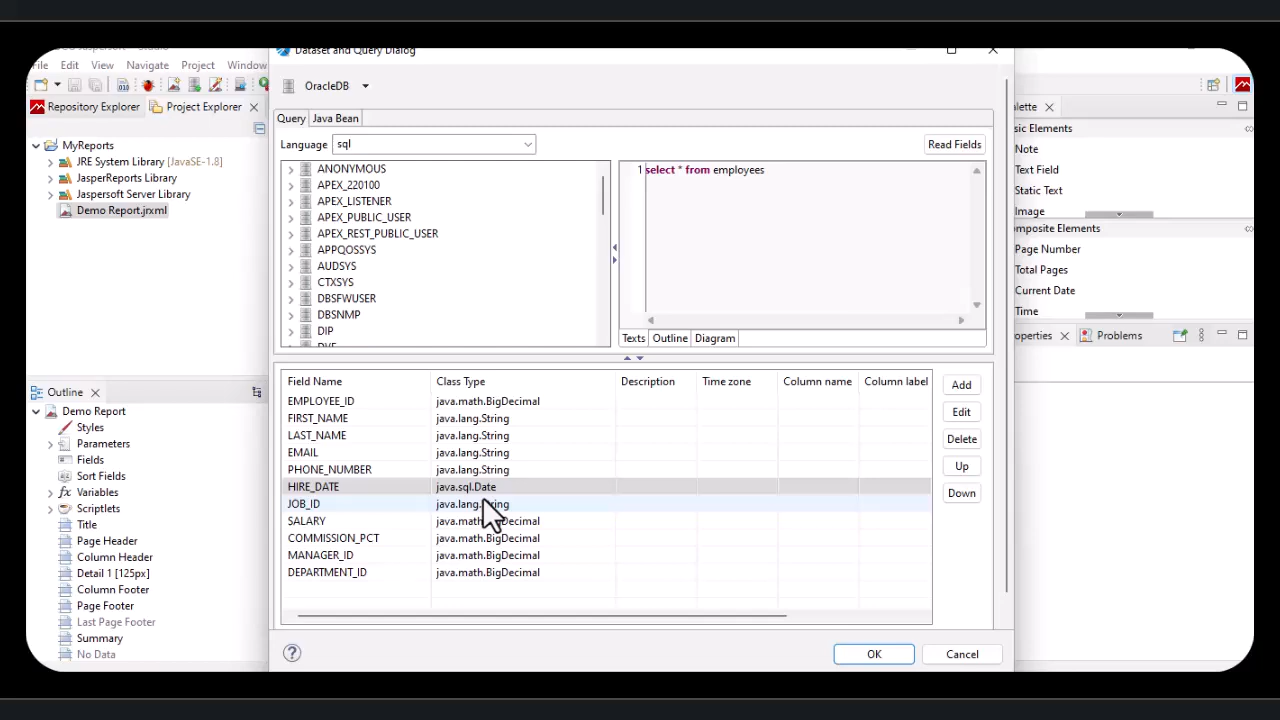 Dataset and Query Dialog
File Edit View Navigate Project Window
OracleDB
Repository Explorer
Project Explorer
Query
Java Bean
Language
sql
Read Fields
MyReports
JRE System Library [JavaSE-1.8]
JasperReports Library
Jaspersoft Server Library
Demo Report.jrxml
ANONYMOUS
APEX_220100
APEX_LISTENER
APEX_PUBLIC_USER
APEX_REST_PUBLIC_USER
APPQOSSYS
AUDSYS
CTXSYS
DBSFWUSER
DBSNMP
DIP
1 select * from employees
Texts Outline Diagram
Note
Text Field
Static Text
Image
Page Number
Total Pages
Current Date
Time
Problems
Outline
Demo Report
Styles
Parameters
Fields
Sort Fields
Variables
Scriptlets
Title
Page Header
Column Header
Detail 1 [125px]
Column Footer
Page Footer
Last Page Footer
Summary
No Data
Field Name Class Type Description Time zone Column name Column label
EMPLOYEE_ID java.math.BigDecimal
FIRST_NAME java.lang.String
LAST_NAME java.lang.String
EMAIL java.lang.String
PHONE_NUMBER java.lang.String
HIRE_DATE java.sql.Date
JOB_ID java.lang.String
SALARY java.math.BigDecimal
COMMISSION_PCT java.math.BigDecimal
MANAGER_ID java.math.BigDecimal
DEPARTMENT_ID java.math.BigDecimal
Add
Edit
Delete
Up
Down
OK
Cancel